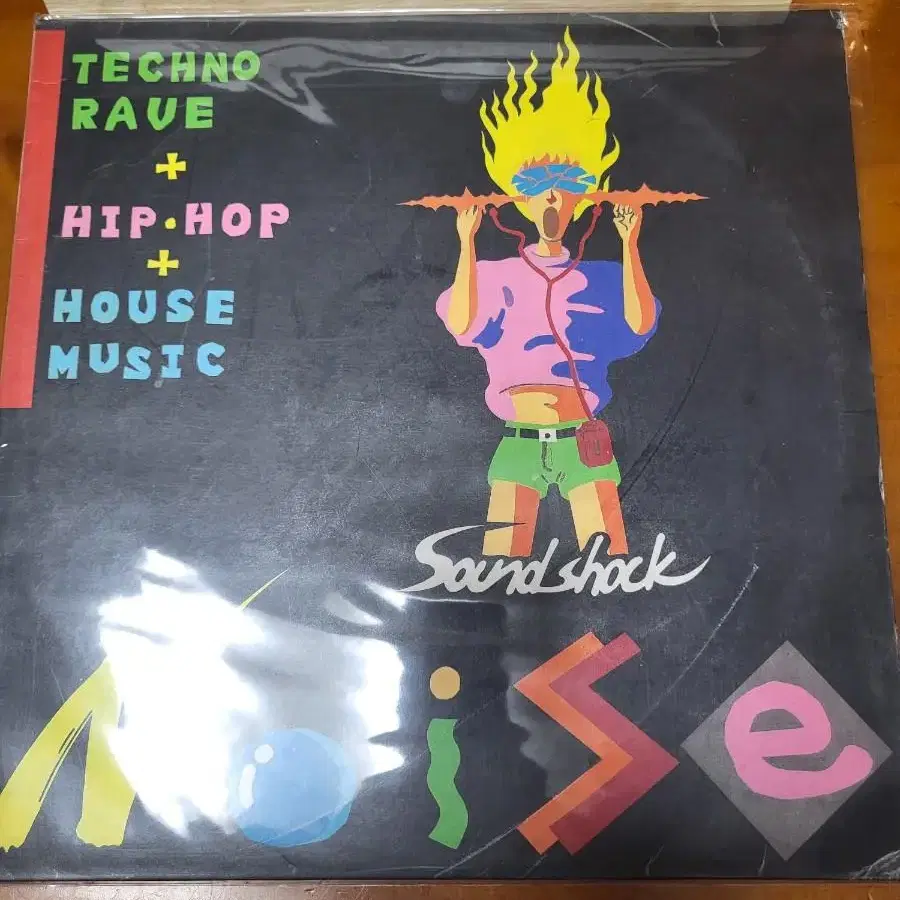 TECHNO
RAVE
+
HIP·HOP
+
HOUSE
MUSIC
Soundshock
Noise